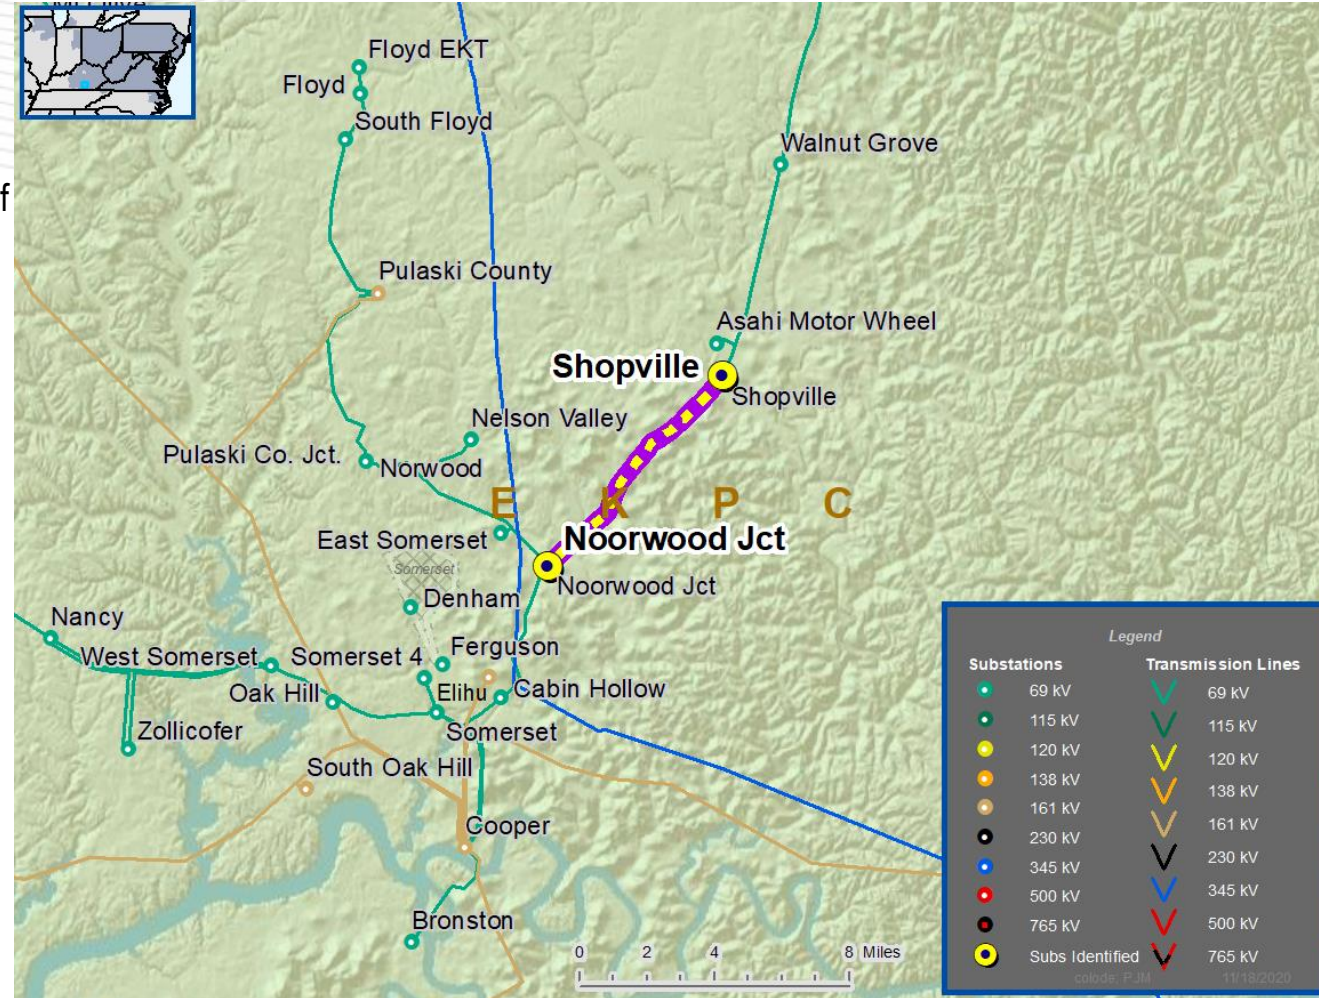 Floyd EKT
Floyd
South Floyd
Walnut Grove
f
Pulaski County
Asahi Motor Wheel
Shopville
Shopville
Nelson Valley
Pulaski Co. Jct.
Norwood
E K P C
East Somerset
Noorwood Jct
Somerset
Noorwood Jct
Denham
Nancy
Ferguson
West Somerset
Somerset 4
Oak Hill
Elihu
Cabin Hollow
Zollicofer
Somerset
South Oak Hill
Cooper
Bronston
0 2 4 8 Miles
Legend
Substations Transmission Lines
69 kV 69 kV
115 kV 115 kV
120 kV 120 kV
138 kV 138 kV
161 kV 161 kV
230 kV 230 kV
345 kV 345 kV
500 kV 500 kV
765 kV 765 kV
Subs Identified
colode, PJM 11/18/2020